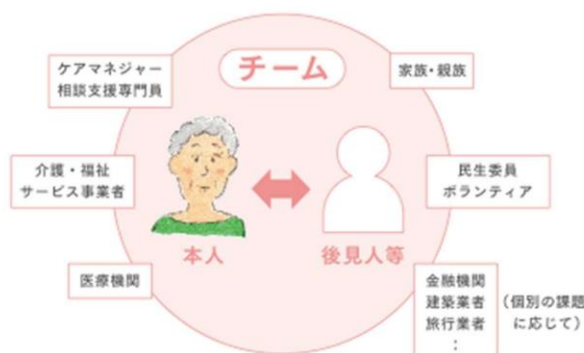 チーム
ケアマネジャー
相談支援専門員
家族・親族
介護・福祉
サービス事業者
民生委員
ボランティア
本人
後見人等
医療機関
金融機関
建築業者
旅行業者
:
(個別の課題
に応じて)